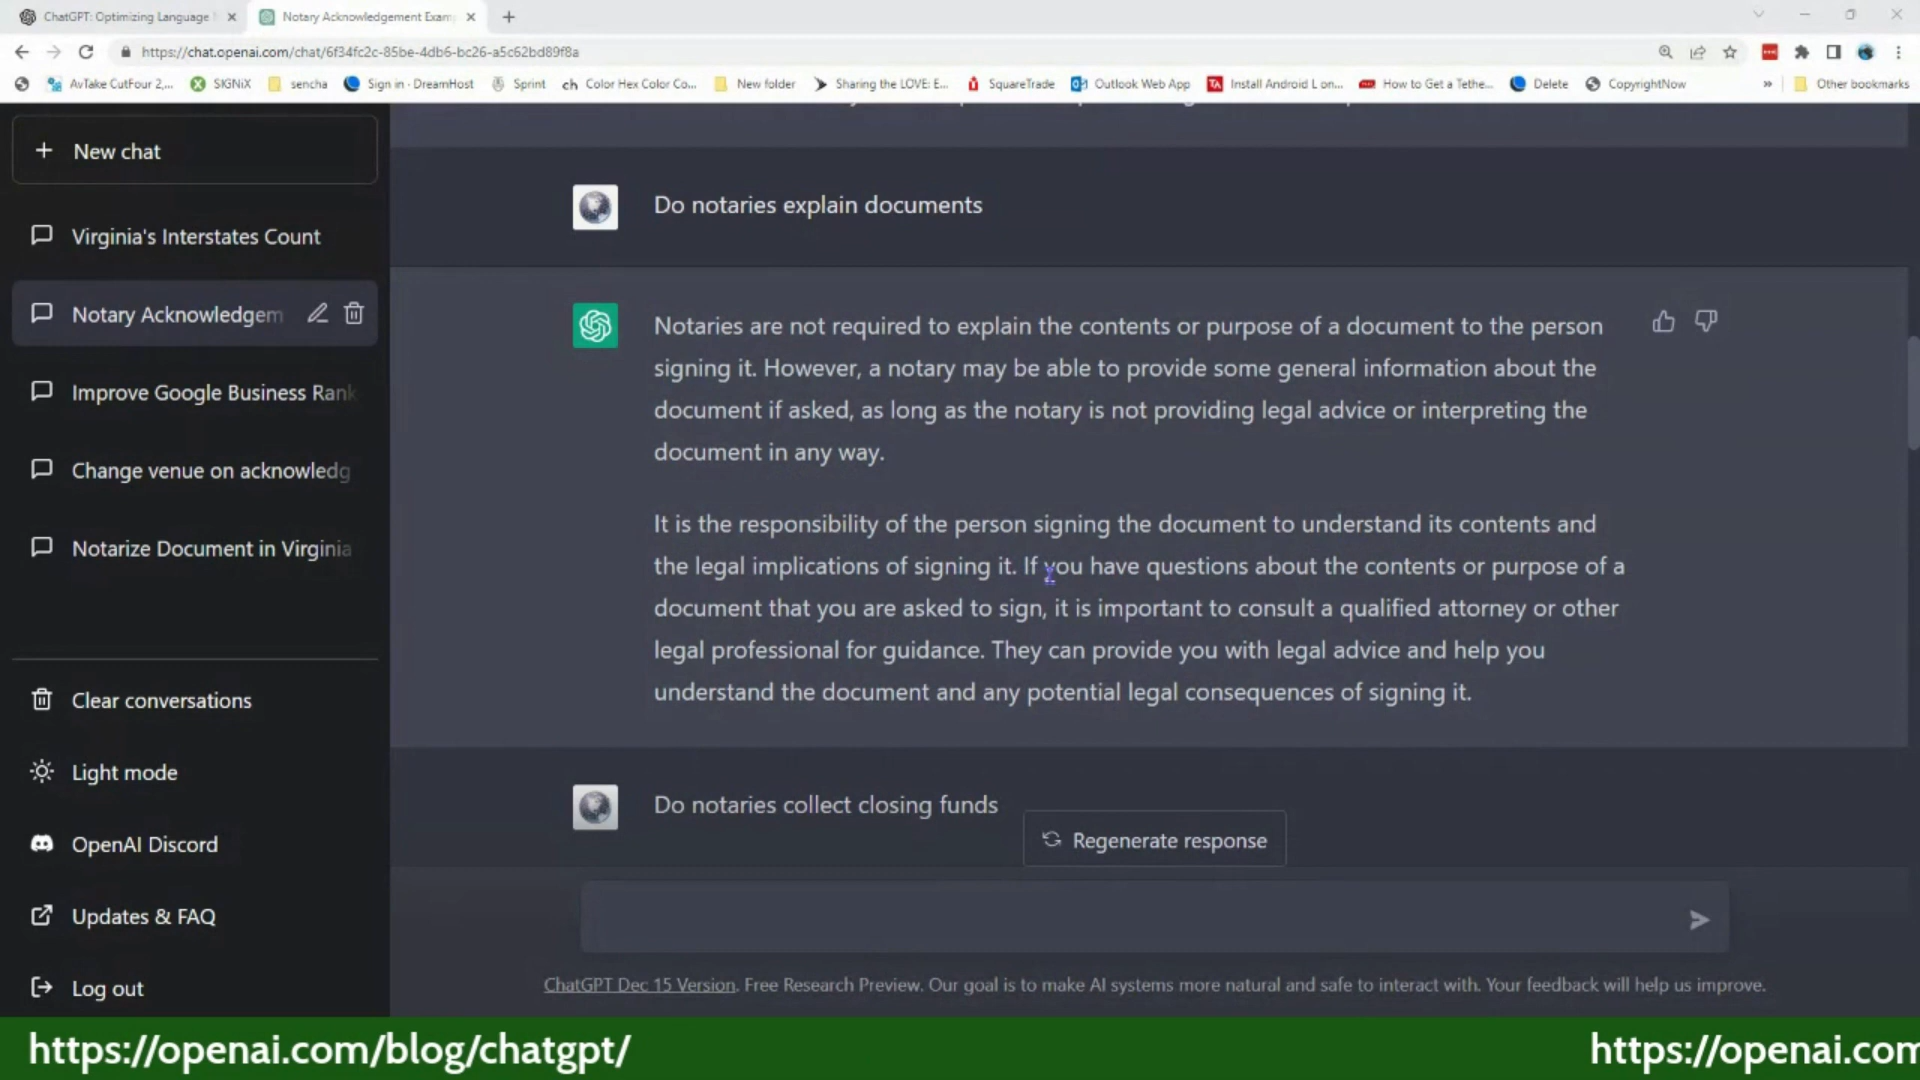 ChatGPT: Optimizing Language
Notary Acknowledgement Exam
https://chat.openai.com/chat/6f34fc2c-85be-4db6-bc26-a5c62bd89f8a
AvTake CutFour 2,...
SIGNiX
sencha
Sign in · DreamHost
Sprint
ch Color Hex Color Co...
New folder
Sharing the LOVE: E...
SquareTrade
Outlook Web App
TA Install Android L on...
How to Get a Tethe...
Delete
CopyrightNow
»
Other bookmarks
+ New chat
Virginia's Interstates Count
Notary Acknowledgem
Improve Google Business Rank
Change venue on acknowledg
Notarize Document in Virginia
Clear conversations
Light mode
OpenAI Discord
Updates & FAQ
Log out
Do notaries explain documents
Notaries are not required to explain the contents or purpose of a document to the person
signing it. However, a notary may be able to provide some general information about the
document if asked, as long as the notary is not providing legal advice or interpreting the
document in any way.
It is the responsibility of the person signing the document to understand its contents and
the legal implications of signing it. If you have questions about the contents or purpose of a
document that you are asked to sign, it is important to consult a qualified attorney or other
legal professional for guidance. They can provide you with legal advice and help you
understand the document and any potential legal consequences of signing it.
Do notaries collect closing funds
Regenerate response
ChatGPT Dec 15 Version. Free Research Preview. Our goal is to make AI systems more natural and safe to interact with. Your feedback will help us improve.
https://openai.com/blog/chatgpt/
https://openai.com